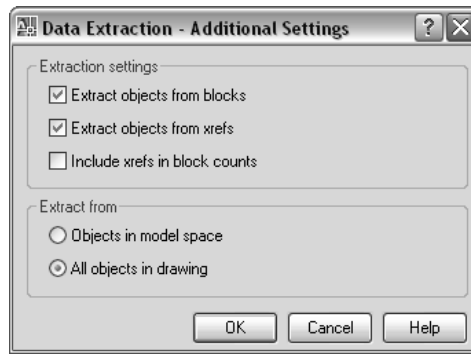 Data Extraction - Additional Settings
Extraction settings
Extract objects from blocks
Extract objects from xrefs
Include xrefs in block counts
Extract from
Objects in model space
All objects in drawing
OK Cancel Help